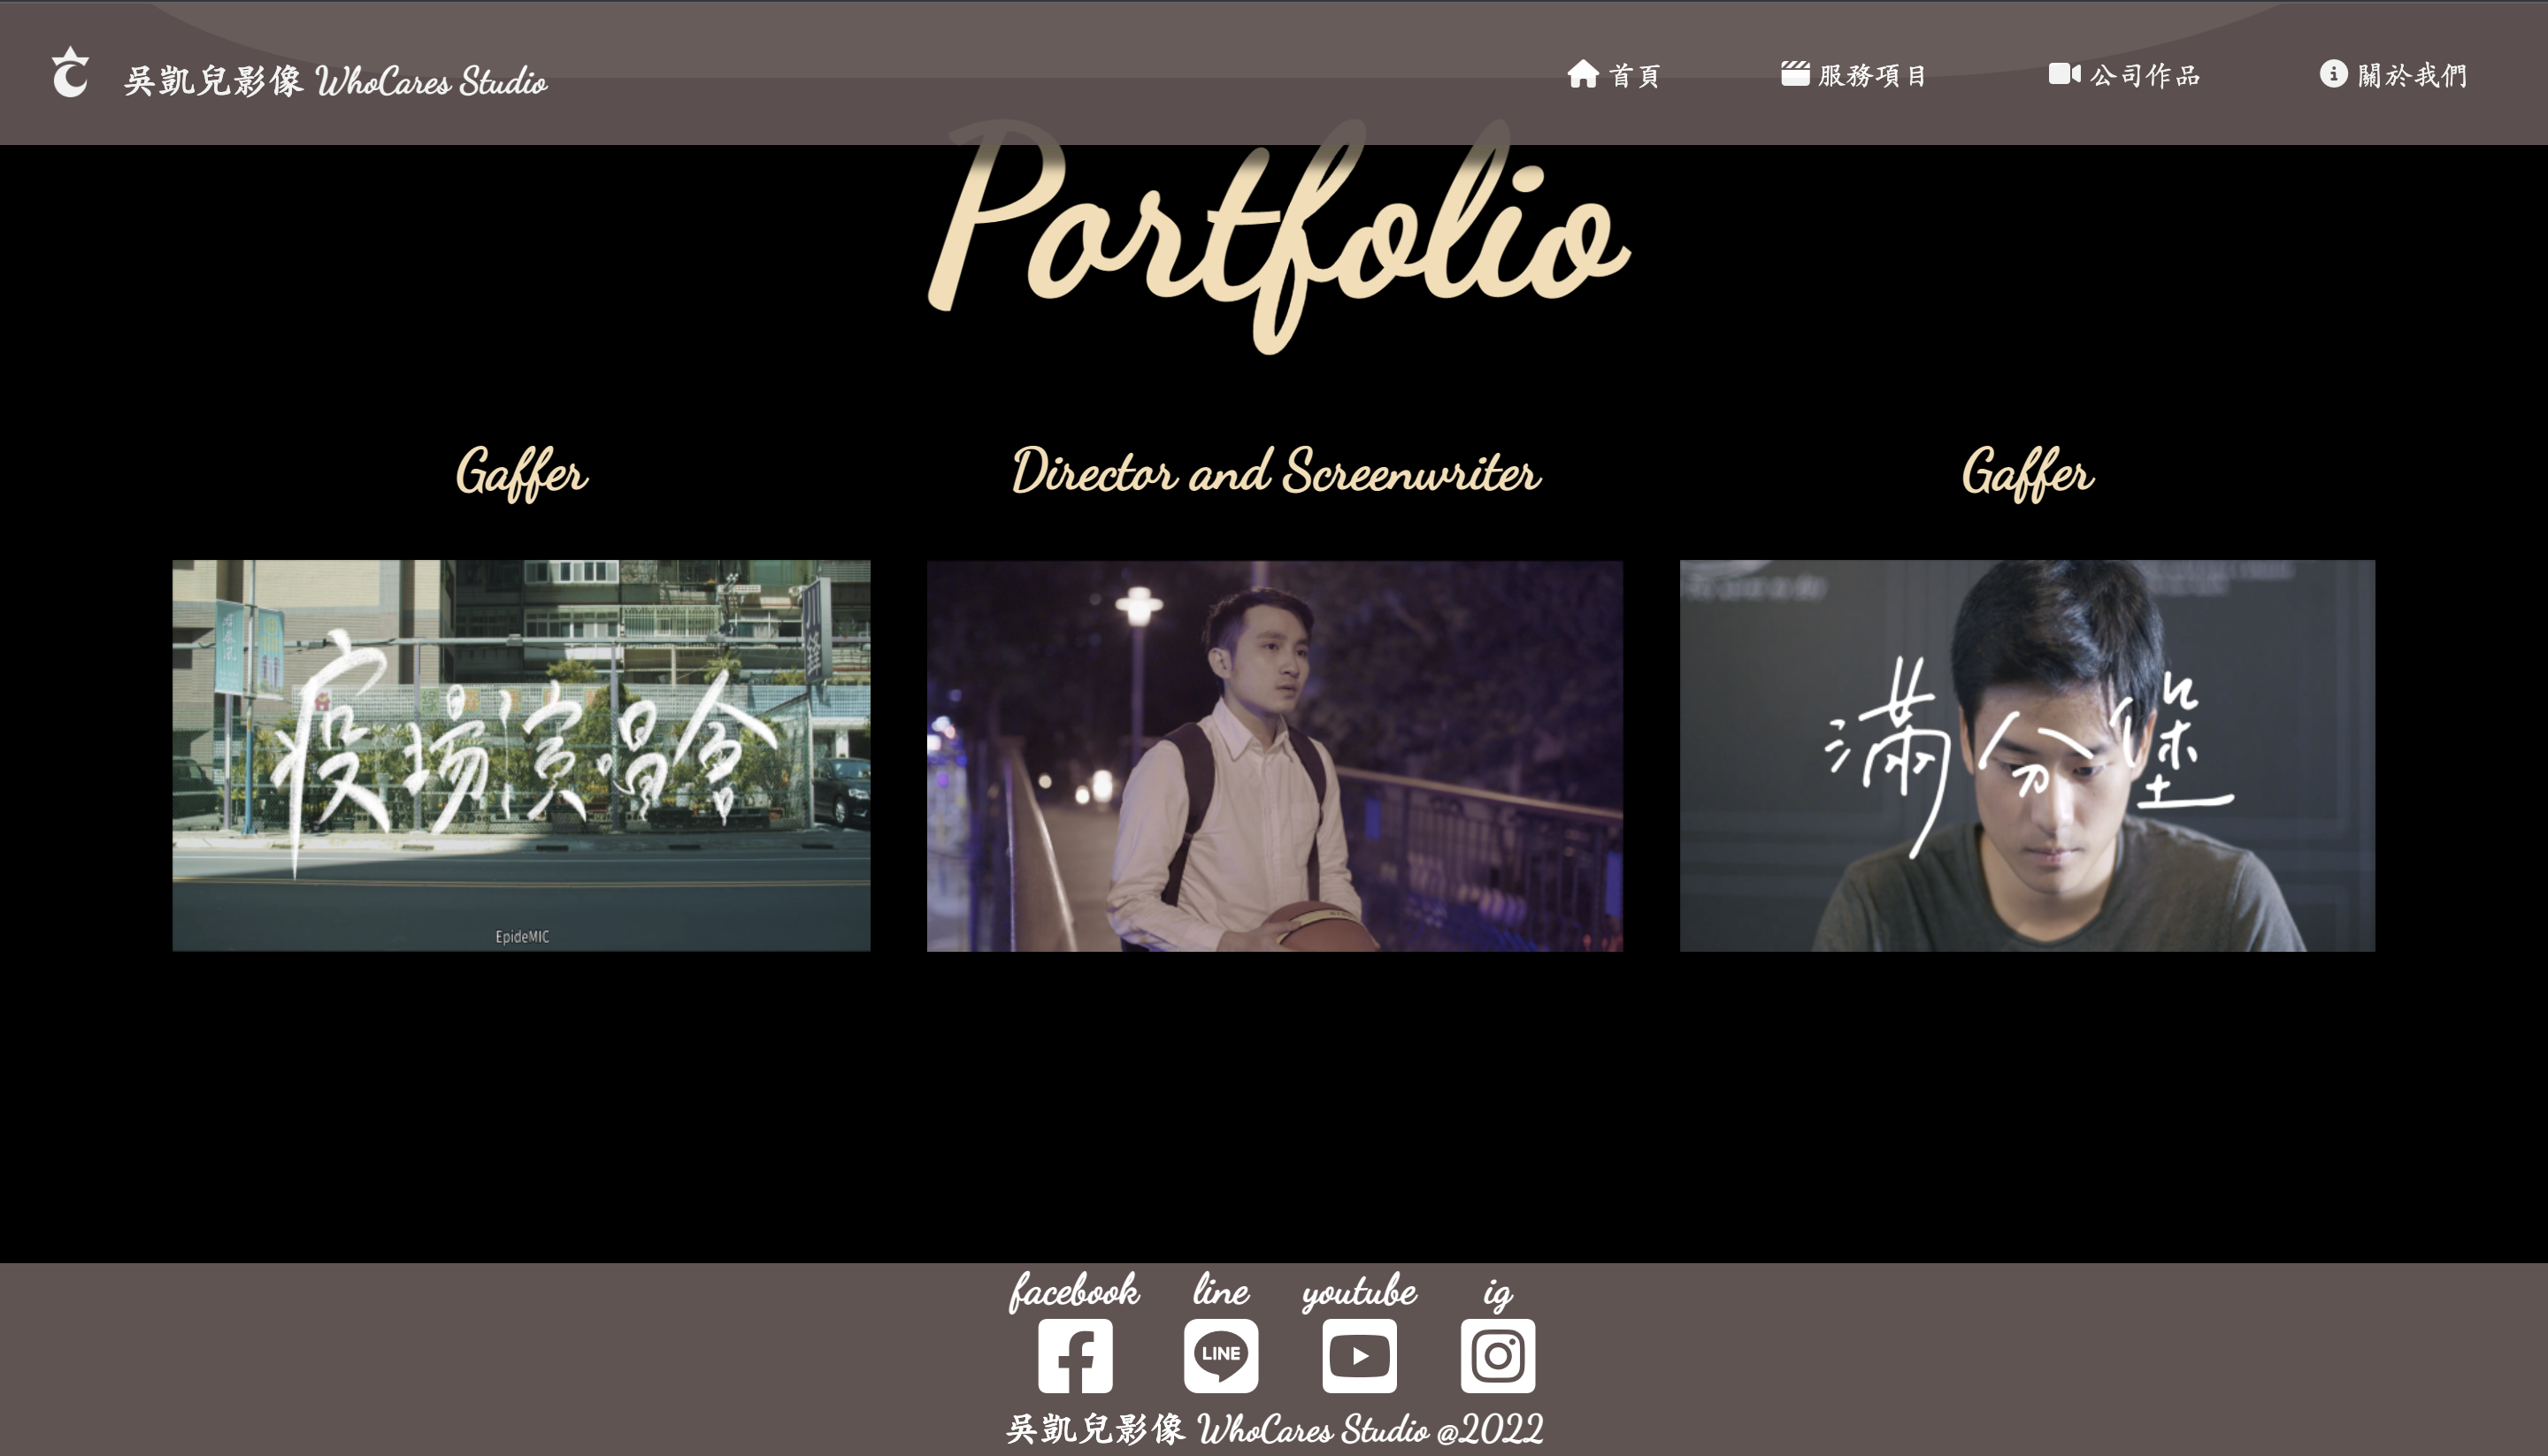 吳凱兒影像 WhoCares Studio
首頁
服務項目
公司作品
關於我們
Portfolio
Gaffer
Director and Screenwriter
Gaffer
疫場演唱會
EpideMIC
滿分堡
facebook
line
youtube
ig
LINE
吳凱兒影像 WhoCares Studio @2022